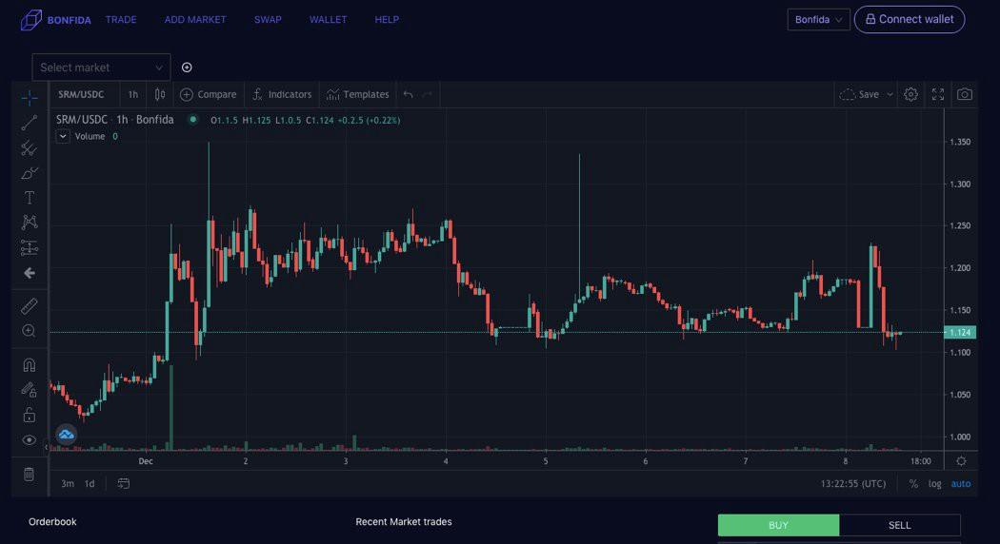 BONFIDA TRADE ADD MARKET SWAP WALLET HELP Bonfida Connect wallet
Select market
SRM/USDC 1h Compare Indicators Templates Save
SRM/USDC · 1h · Bonfida O1.1.5 H1.125 L1.0.5 C1.124 +0.2.5 (+0.22%)
Volume 0
1.350
1.300
1.250
1.200
1.150
1.124
1.100
1.050
1.000
Dec 2 3 4 5 6 7 8 18:00
3m 1d 13:22:55 (UTC) % log auto
Orderbook Recent Market trades BUY SELL